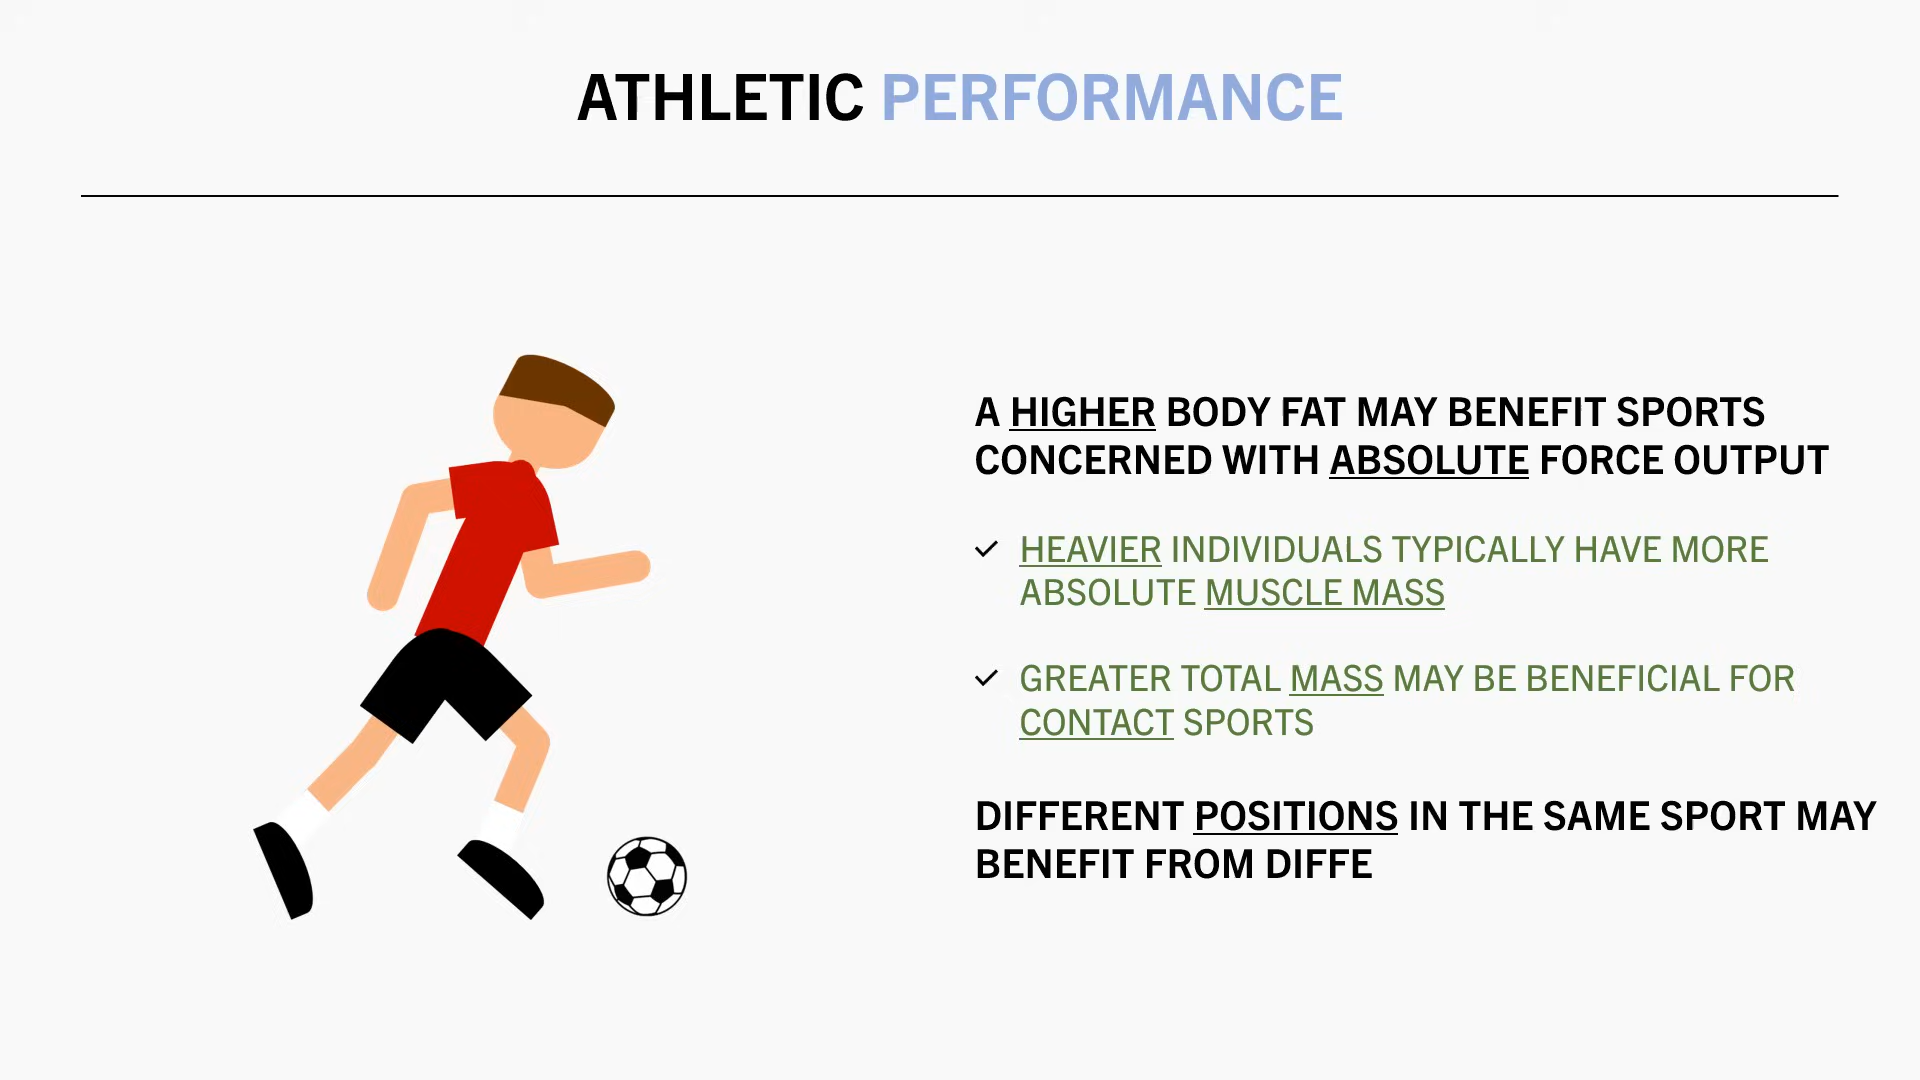 ATHLETIC PERFORMANCE
A HIGHER BODY FAT MAY BENEFIT SPORTS
CONCERNED WITH ABSOLUTE FORCE OUTPUT
HEAVIER INDIVIDUALS TYPICALLY HAVE MORE
ABSOLUTE MUSCLE MASS
GREATER TOTAL MASS MAY BE BENEFICIAL FOR
CONTACT SPORTS
DIFFERENT POSITIONS IN THE SAME SPORT MAY
BENEFIT FROM DIFFE